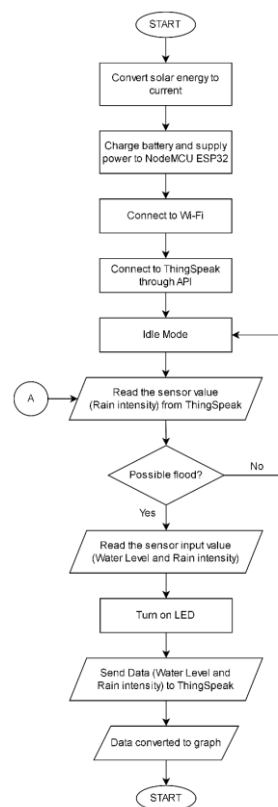 START
Convert solar energy to
current
Charge battery and supply
power to NodeMCU ESP32
Connect to Wi-Fi
Connect to ThingSpeak
through API
Idle Mode
A
Read the sensor value
(Rain intensity) from ThingSpeak
Possible flood?
No
Yes
Read the sensor input value
(Water Level and Rain intensity)
Turn on LED
Send Data (Water Level and
Rain intensity) to ThingSpeak
Data converted to graph
START